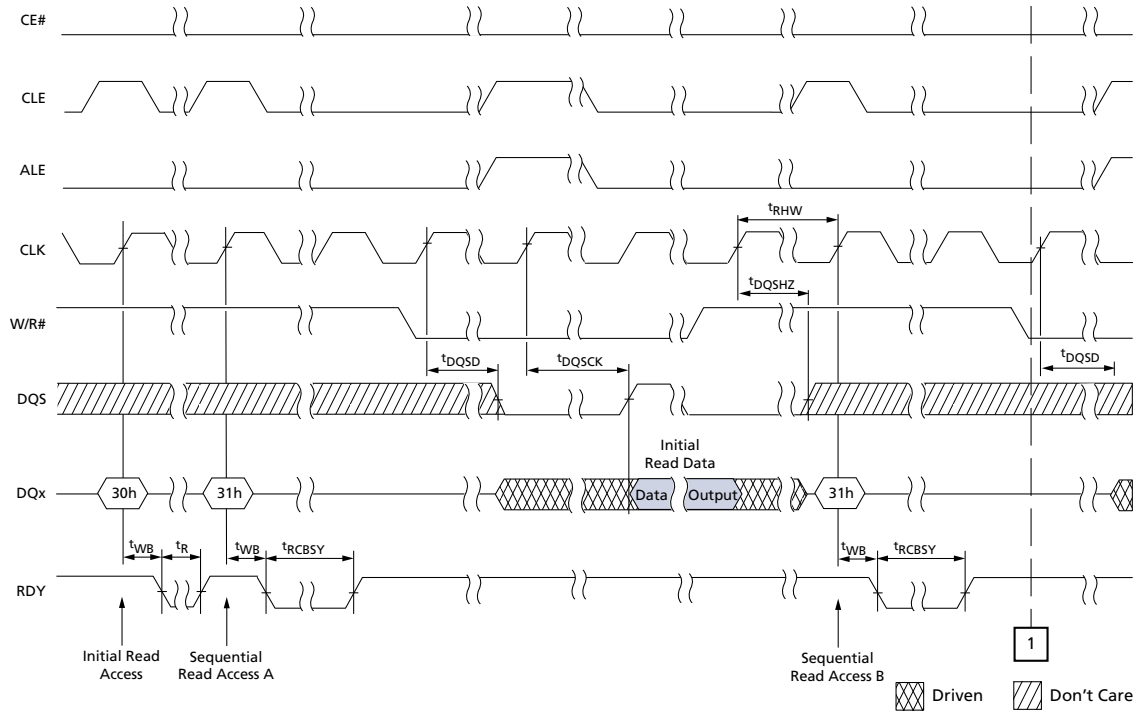 CE#
CLE
ALE
tRHW
CLK
tDQSHZ
W/R#
tDQSD
tDQSCK
tDQSD
DQS
Initial
Read Data
DQx
30h
31h
Data
Output
31h
tWB
tR
tWB
tRCBSY
tWB
tRCBSY
RDY
Initial Read
Access
Sequential
Read Access A
Sequential
Read Access B
1
Driven
Don't Care